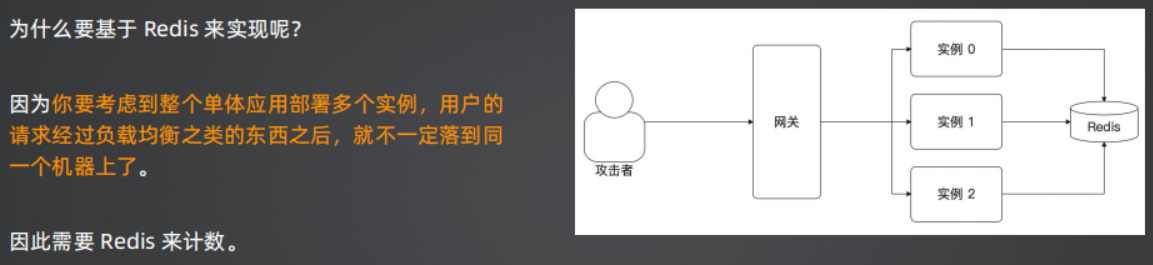 为什么要基于 Redis 来实现呢？
因为你要考虑到整个单体应用部署多个实例，用户的
请求经过负载均衡之类的东西之后，就不一定落到同
一个机器上了。
因此需要 Redis 来计数。
攻击者
网关
实例 0
实例 1
实例 2
Redis